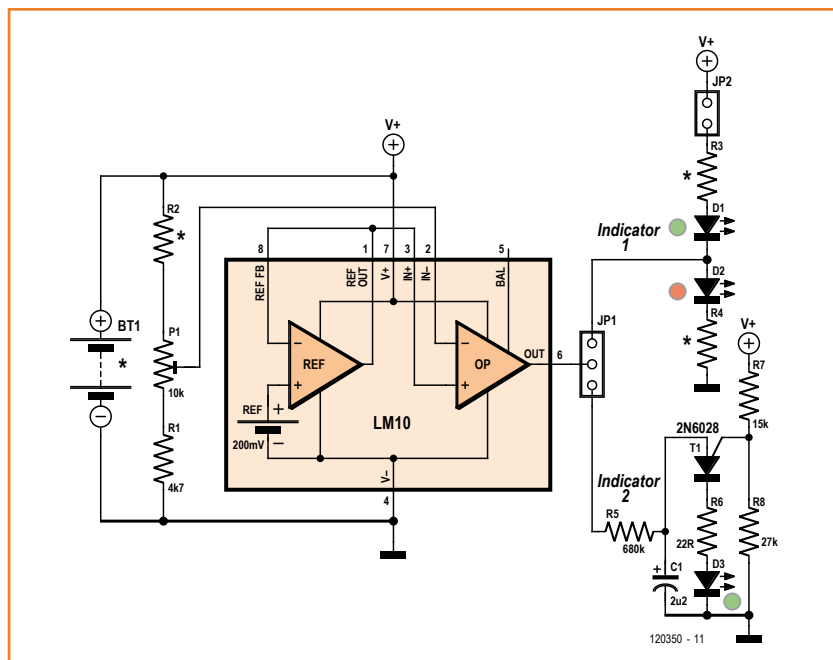 V+
JP2
R3
*
D1
Indicator
1
D2
R4
*
V+
R2
*
BT1
*
P1
10k
R1
4k7
8
1
7
3
2
5
REF FB
REF
OUT
V+
IN+
IN–
BAL
REF
OP
OUT
6
REF
200mV
LM10
V–
4
+
–
–
+
–
+
JP1
Indicator
2
R5
680k
+
C1
2u2
2N6028
T1
R6
22R
D3
V+
R7
15k
R8
27k
120350 - 11